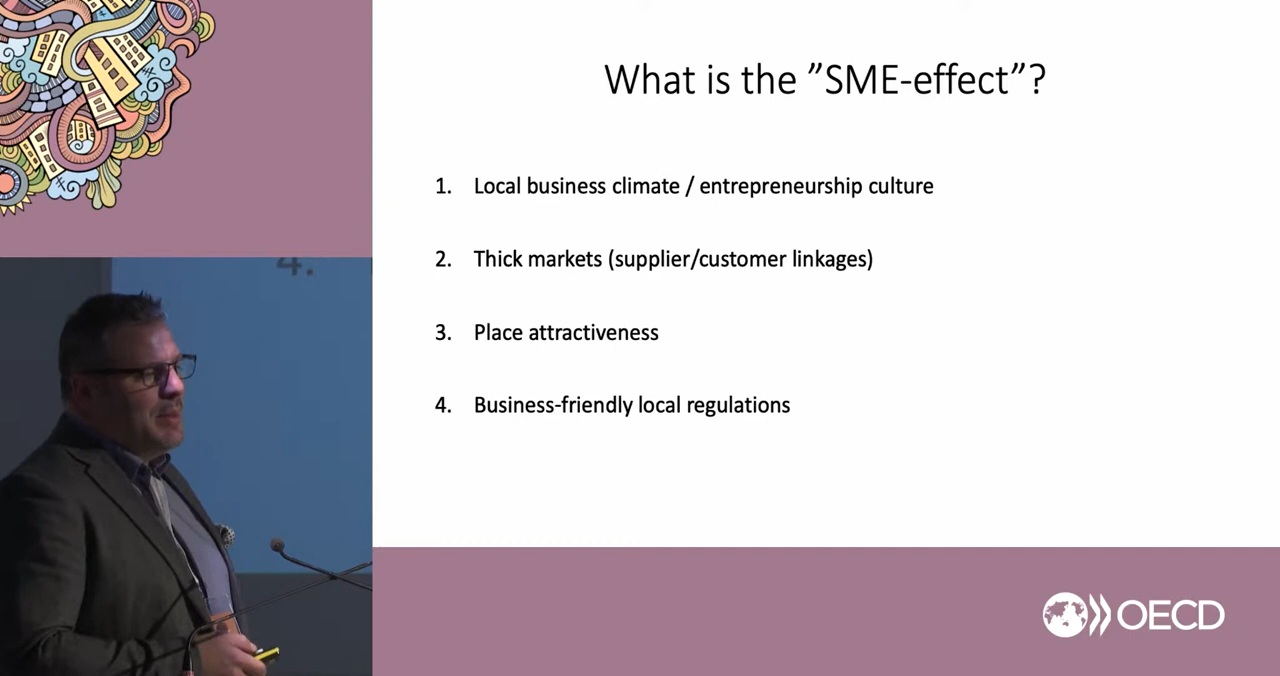 What is the ”SME-effect”?
1. Local business climate / entrepreneurship culture
2. Thick markets (supplier/customer linkages)
3. Place attractiveness
4. Business-friendly local regulations
4.
OECD